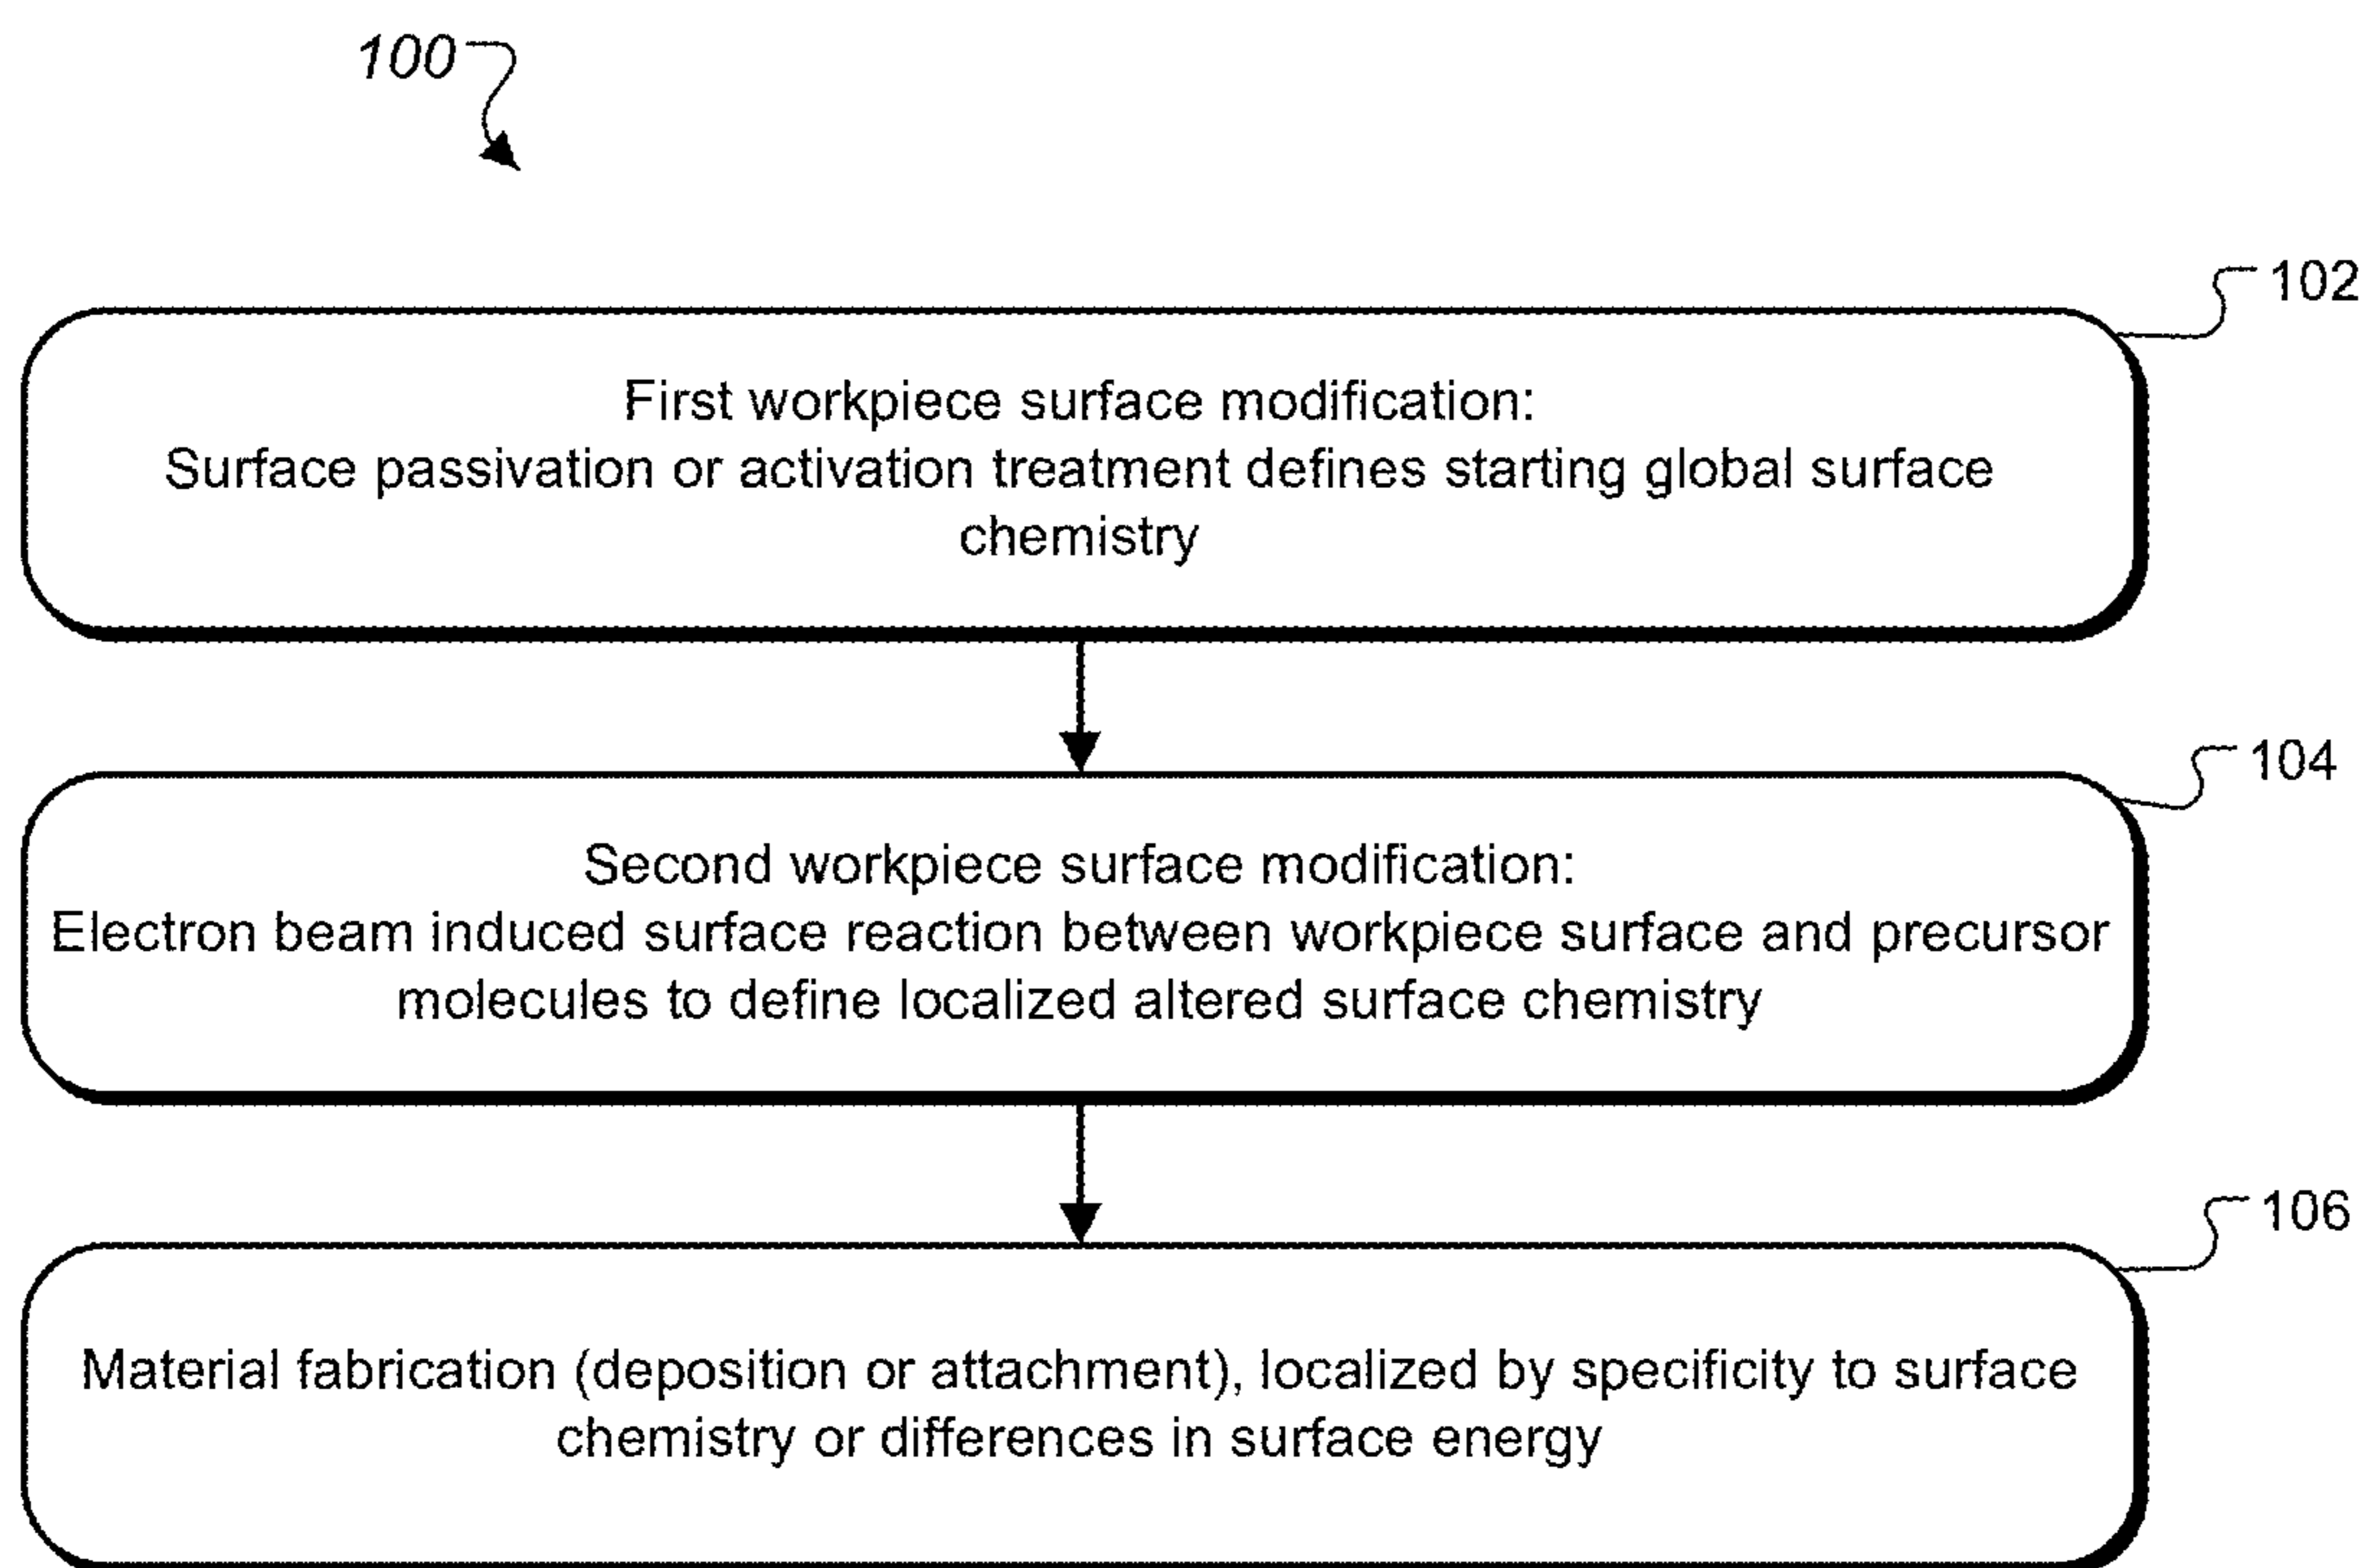 100
102
First workpiece surface modification:
Surface passivation or activation treatment defines starting global surface
chemistry
104
Second workpiece surface modification:
Electron beam induced surface reaction between workpiece surface and precursor
molecules to define localized altered surface chemistry
106
Material fabrication (deposition or attachment), localized by specificity to surface
chemistry or differences in surface energy